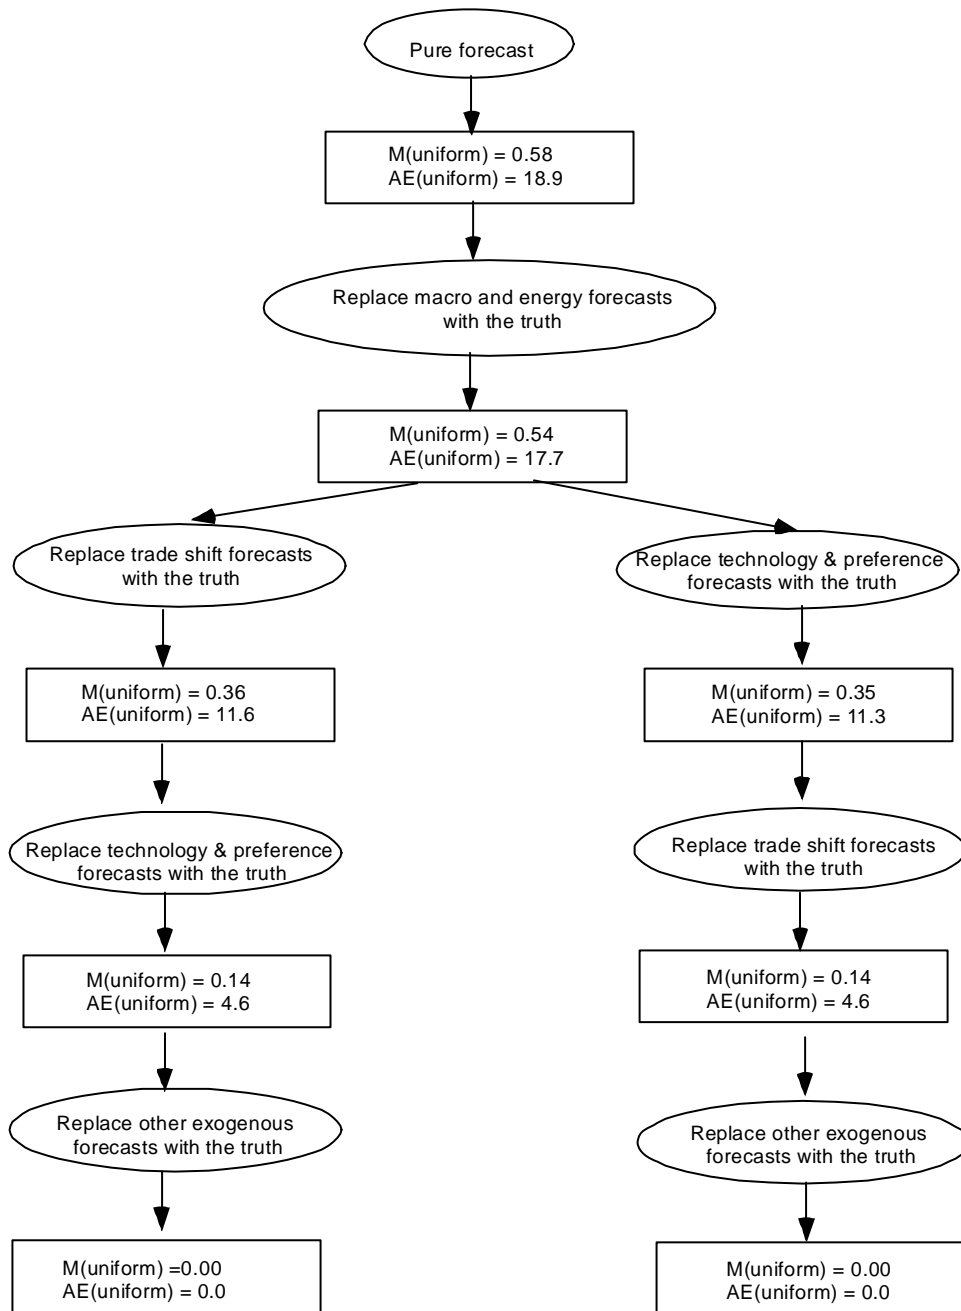 Pure forecast
M(uniform) = 0.58
AE(uniform) = 18.9
Replace macro and energy forecasts
with the truth
M(uniform) = 0.54
AE(uniform) = 17.7
Replace trade shift forecasts
with the truth
Replace technology & preference
forecasts with the truth
M(uniform) = 0.36
AE(uniform) = 11.6
M(uniform) = 0.35
AE(uniform) = 11.3
Replace technology & preference
forecasts with the truth
Replace trade shift forecasts
with the truth
M(uniform) = 0.14
AE(uniform) = 4.6
M(uniform) = 0.14
AE(uniform) = 4.6
Replace other exogenous
forecasts with the truth
Replace other exogenous
forecasts with the truth
M(uniform) =0.00
AE(uniform) = 0.0
M(uniform) = 0.00
AE(uniform) = 0.0